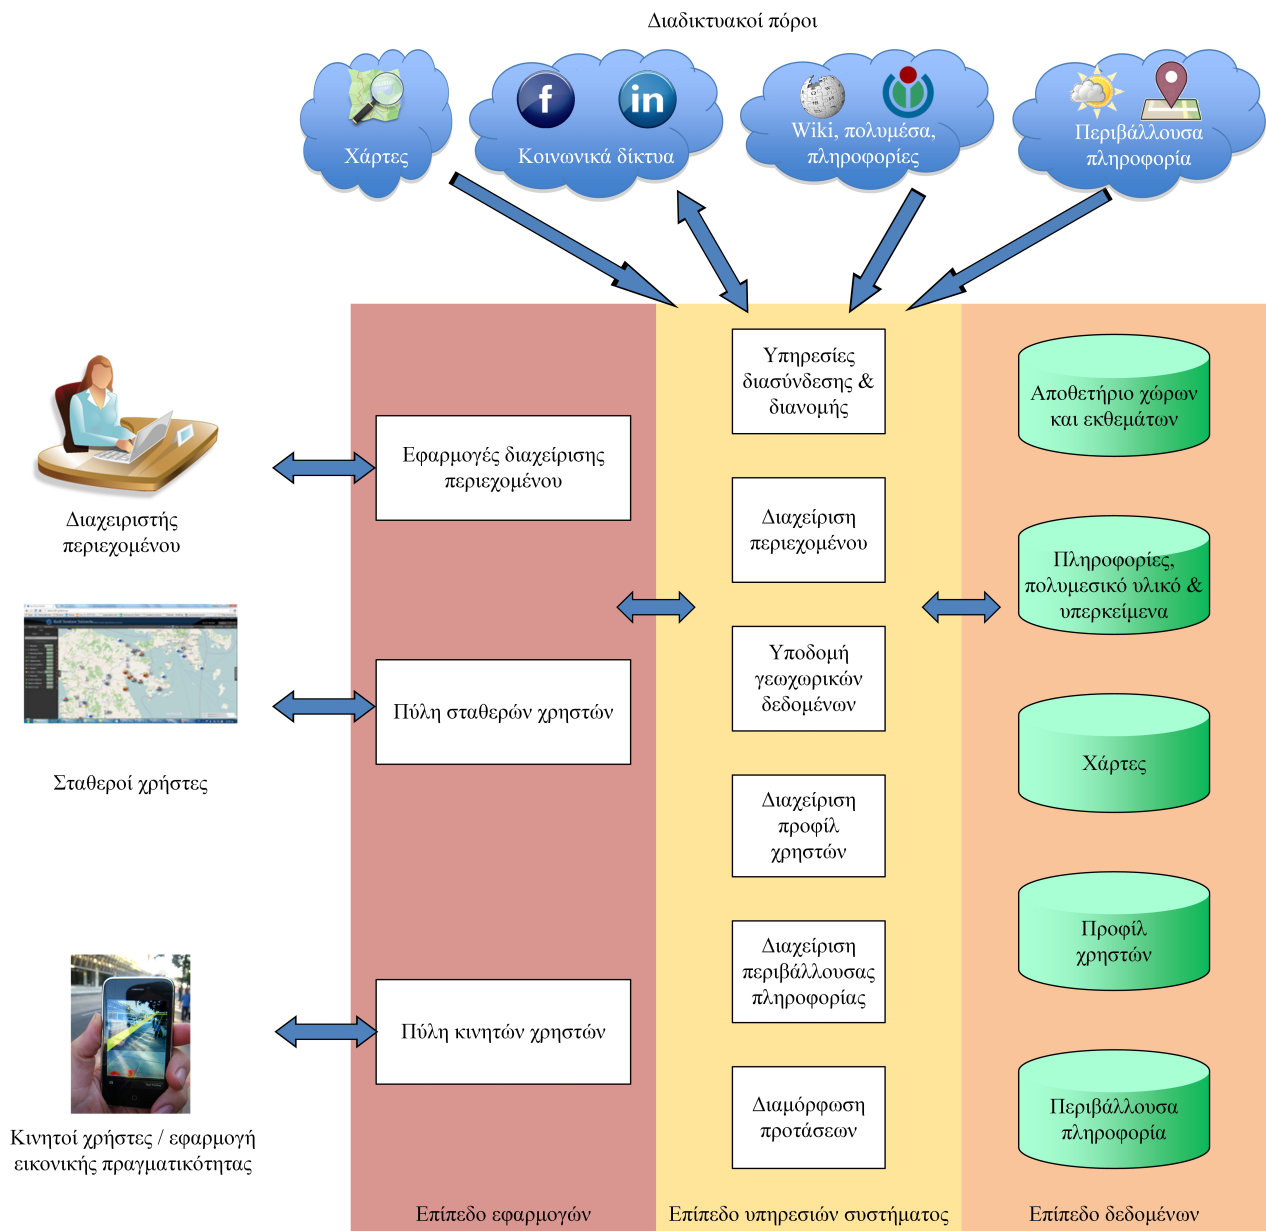 Διαδικτυακοί πόροι
Χάρτες
f
in
Κοινωνικά δίκτυα
Wiki, πολυμέσα,
πληροφορίες
Περιβάλλουσα
πληροφορία
Διαχειριστής
περιεχομένου
Σταθεροί χρήστες
Κινητοί χρήστες / εφαρμογή
εικονικής πραγματικότητας
Εφαρμογές διαχείρισης
περιεχομένου
Πύλη σταθερών χρηστών
Πύλη κινητών χρηστών
Επίπεδο εφαρμογών
Υπηρεσίες
διασύνδεσης &
διανομής
Διαχείριση
περιεχομένου
Υποδομή
γεωχωρικών
δεδομένων
Διαχείριση
προφίλ
χρηστών
Διαχείριση
περιβάλλουσας
πληροφορίας
Διαμόρφωση
προτάσεων
Επίπεδο υπηρεσιών συστήματος
Αποθετήριο χώρων
και εκθεμάτων
Πληροφορίες,
πολυμεσικό υλικό &
υπερκείμενα
Χάρτες
Προφίλ
χρηστών
Περιβάλλουσα
πληροφορία
Επίπεδο δεδομένων